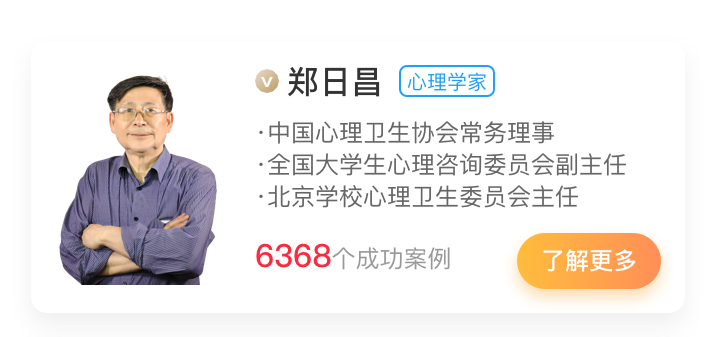 V 郑日昌 心理学家
·中国心理卫生协会常务理事
·全国大学生心理咨询委员会副主任
·北京学校心理卫生委员会主任
6368个成功案例 了解更多